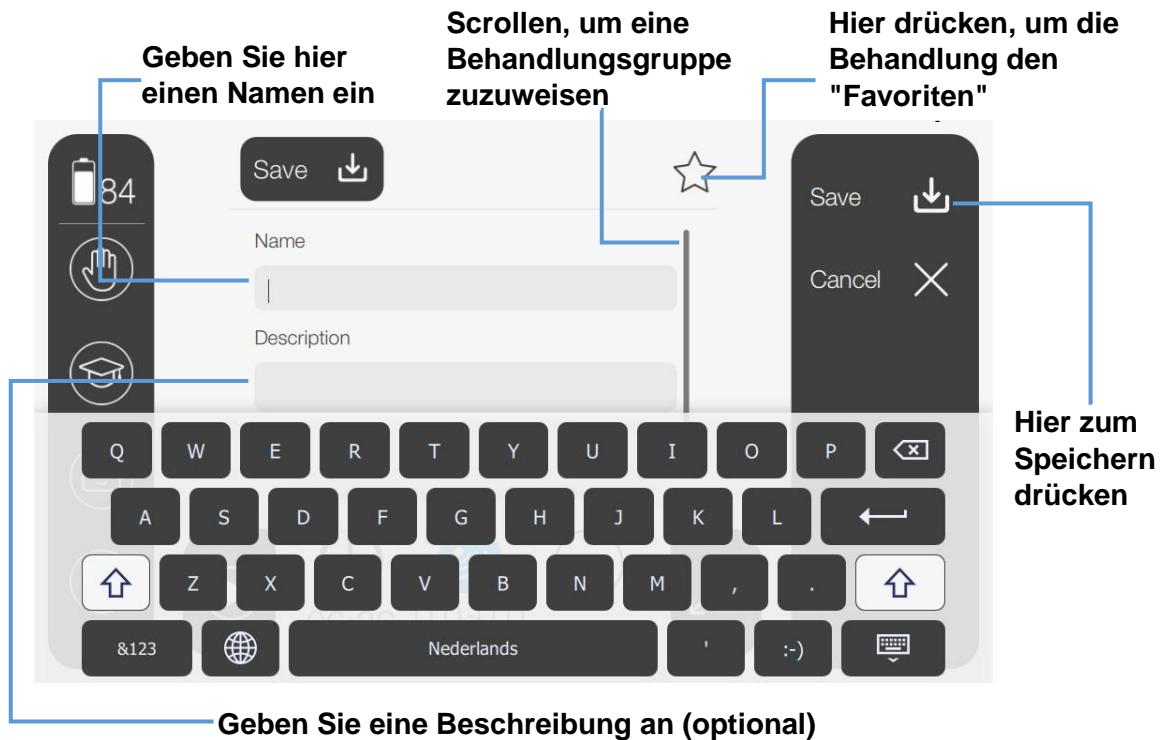 Scrollen, um eine
Behandlungsgruppe
zuzuweisen
Hier drücken, um die
Behandlung den
"Favoriten"
Geben Sie hier
einen Namen ein
84
Save
Save
Name
Cancel
Description
Hier zum
Speichern
drücken
Q W E R T Y U I O P
A S D F G H J K L
Z X C V B N M , .
&123 Nederlands ' :-)
Geben Sie eine Beschreibung an (optional)